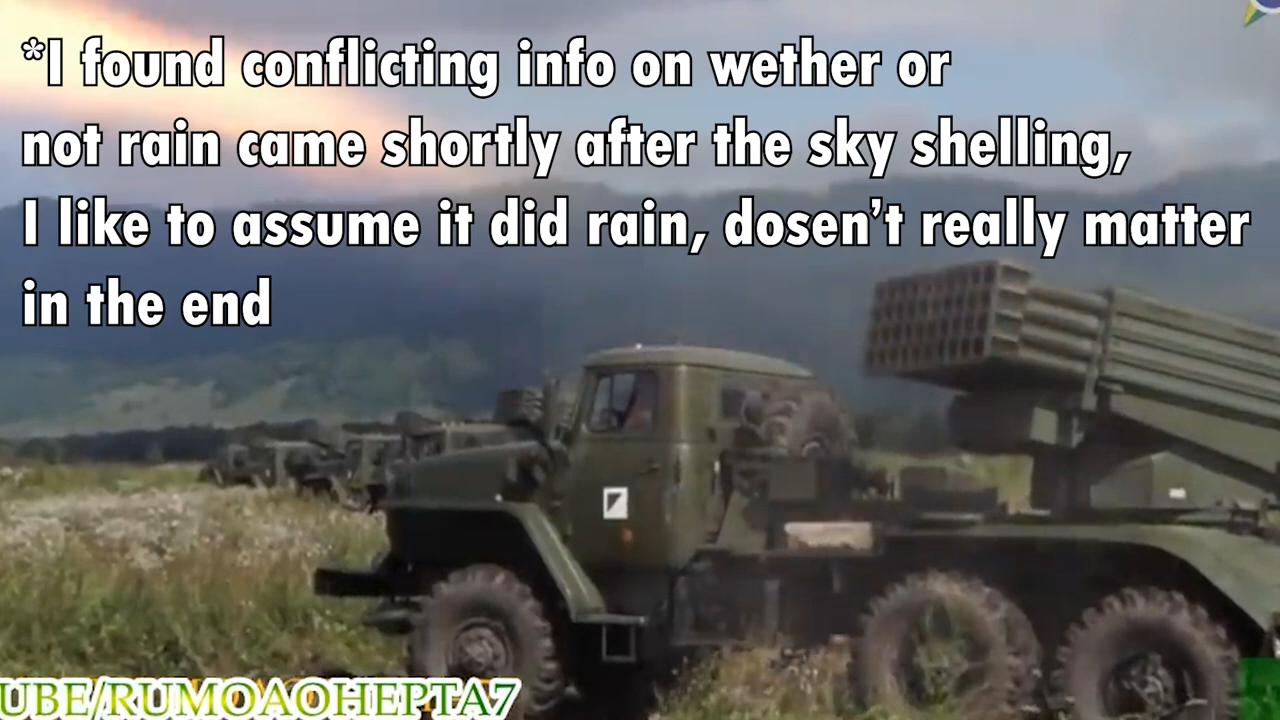 *I found conflicting info on wether or
not rain came shortly after the sky shelling,
I like to assume it did rain, dosen’t really matter
in the end
UBE/RUMOAOHEPTA7